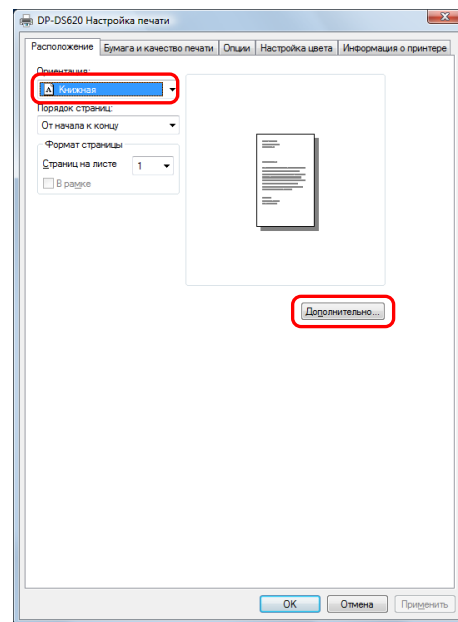 DP-DS620 Настройка печати
Расположение Бумага и качество печати Опции Настройка цвета Информация о принтере
Ориентация:
A Книжная
Порядок страниц:
От начала к концу
Формат страницы
Страниц на листе 1
В рамке
Дополнительно...
OK Отмена Применить